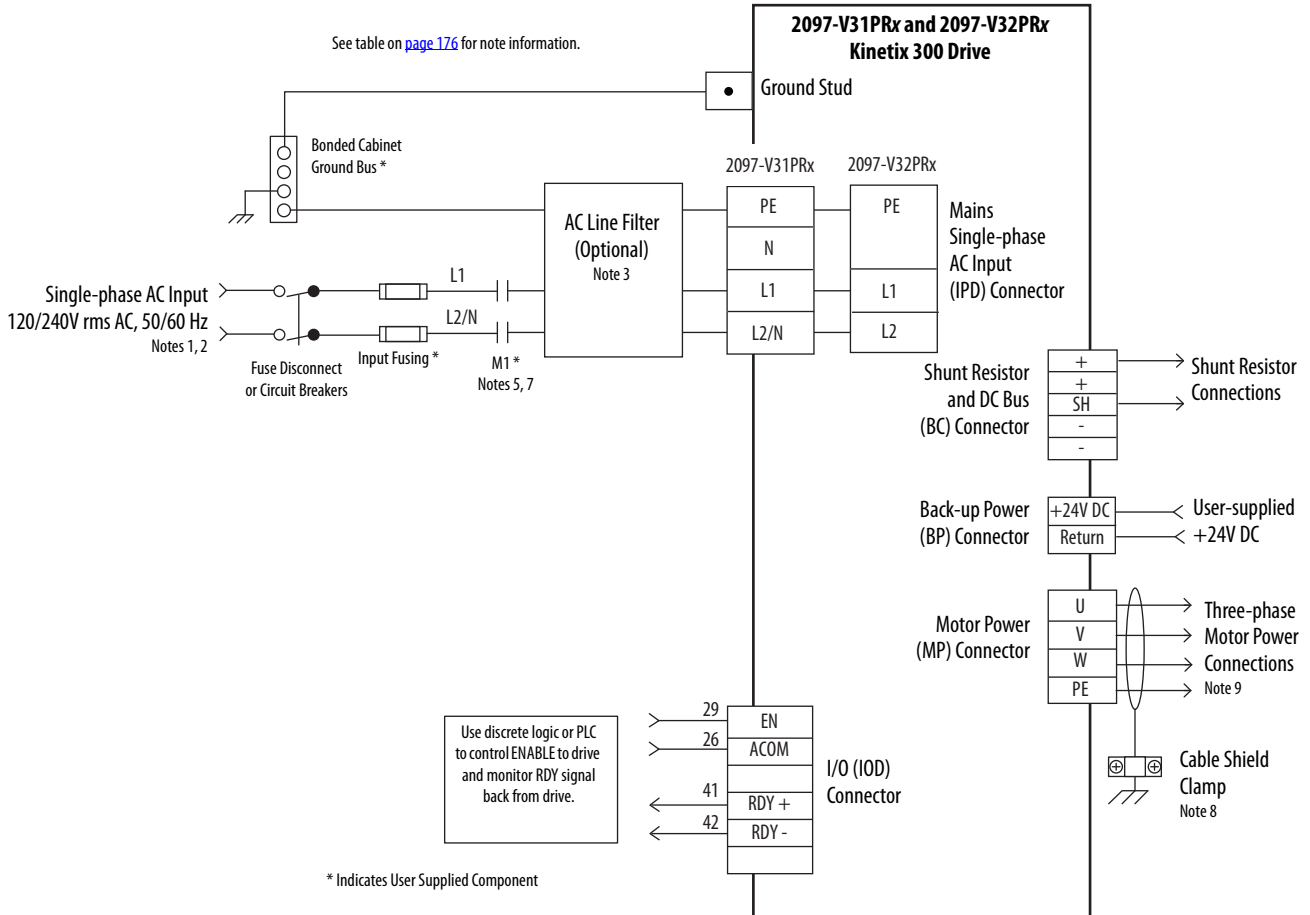 2097-V31PRx and 2097-V32PRx
Kinetix 300 Drive
See table on page 176 for note information.
Ground Stud
Bonded Cabinet
Ground Bus *
2097-V31PRx
2097-V32PRx
AC Line Filter
(Optional)
Note 3
PE
N
L1
L2/N
PE
L1
L2
Mains
Single-phase
AC Input
(IPD) Connector
Single-phase AC Input
120/240V rms AC, 50/60 Hz
Notes 1, 2
Fuse Disconnect
or Circuit Breakers
Input Fusing *
L1
L2/N
M1 *
Notes 5, 7
Shunt Resistor
and DC Bus
(BC) Connector
+
+
SH
-
-
Shunt Resistor
Connections
Back-up Power
(BP) Connector
+24V DC
Return
User-supplied
+24V DC
Motor Power
(MP) Connector
U
V
W
PE
Three-phase
Motor Power
Connections
Note 9
Cable Shield
Clamp
Note 8
Use discrete logic or PLC
to control ENABLE to drive
and monitor RDY signal
back from drive.
29
26
41
42
EN
ACOM
RDY +
RDY -
I/O (IOD)
Connector
* Indicates User Supplied Component